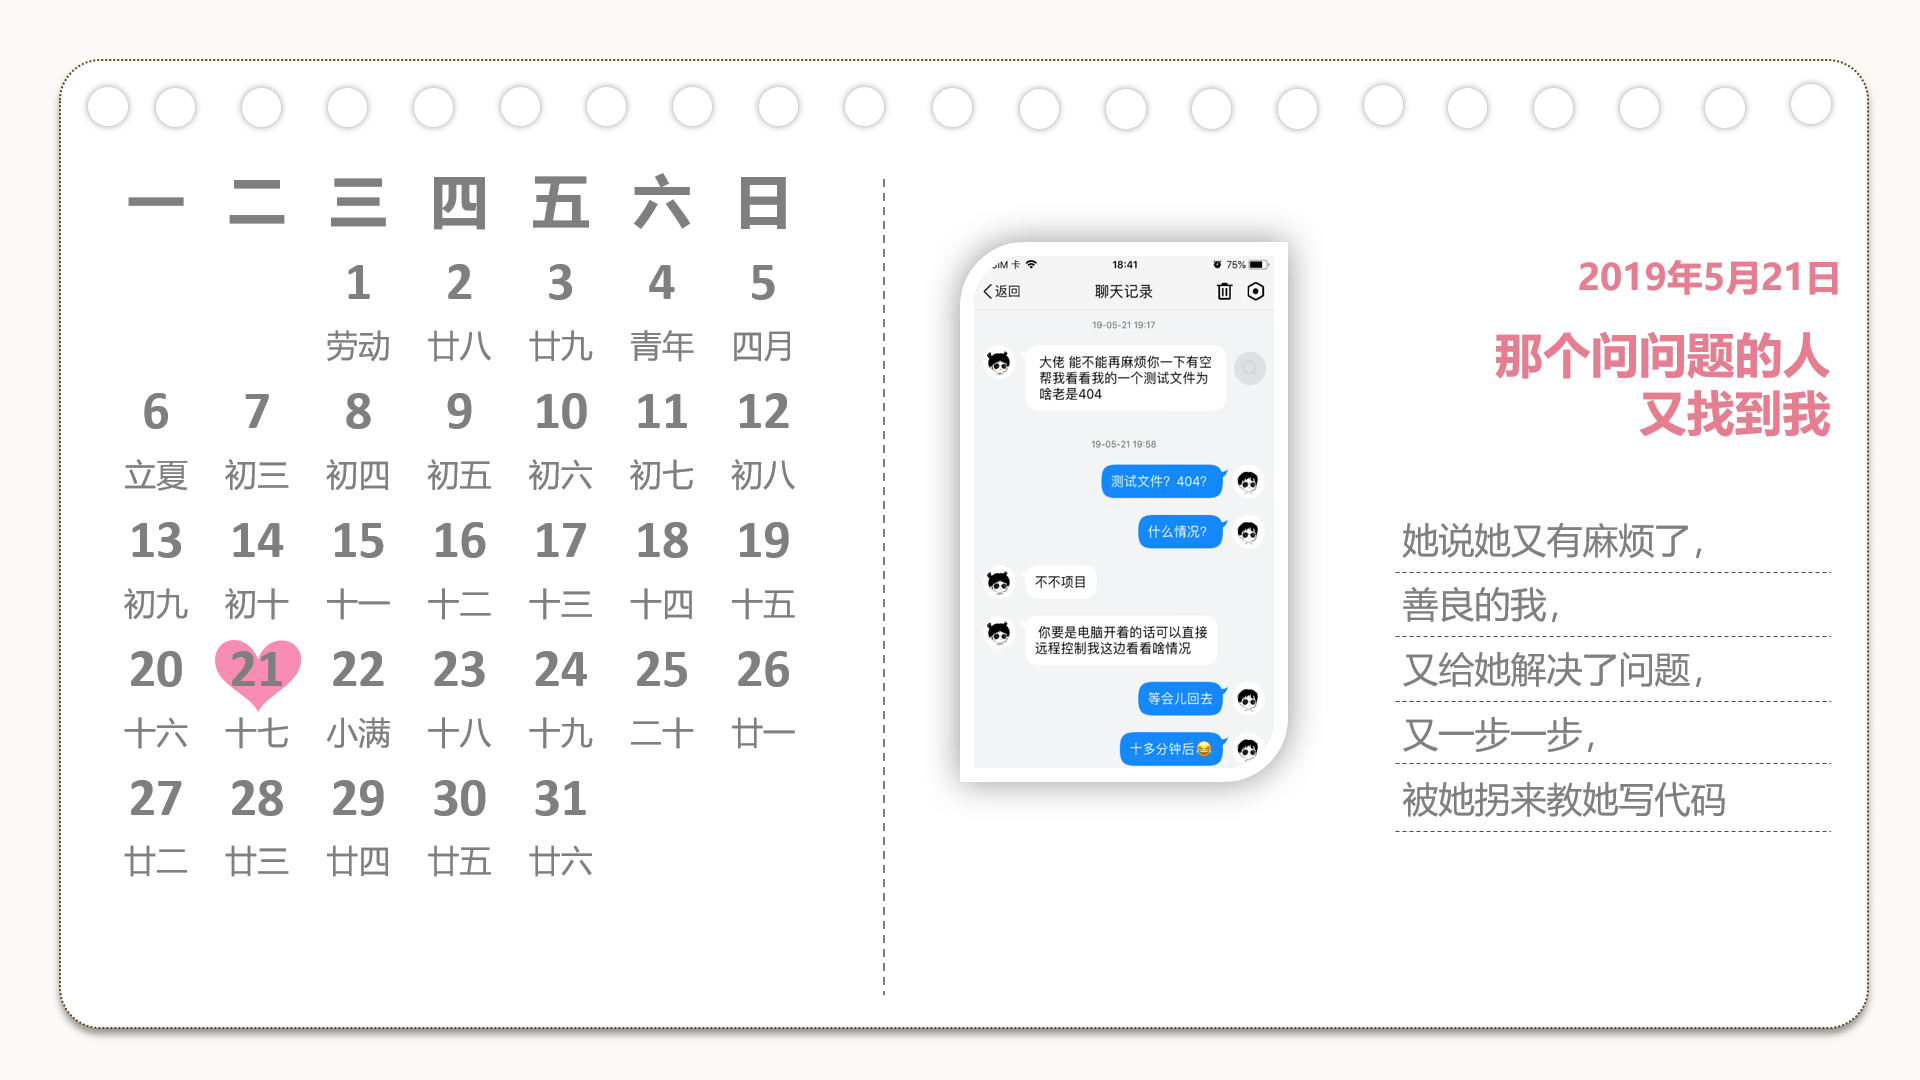 一 二 三 四 五 六 日
1 2 3 4 5
劳动 廿八 廿九 青年 四月
6 7 8 9 10 11 12
立夏 初三 初四 初五 初六 初七 初八
13 14 15 16 17 18 19
初九 初十 十一 十二 十三 十四 十五
20 21 22 23 24 25 26
十六 十七 小满 十八 十九 二十 廿一
27 28 29 30 31
廿二 廿三 廿四 廿五 廿六
SIM 卡 18:41 75%
返回 聊天记录
19-05-21 19:17
大佬 能不能再麻烦你一下有空
帮我看看我的一个测试文件为
啥老是404
19-05-21 19:58
测试文件？404？
什么情况？
不不项目
你要是电脑开着的话可以直接
远程控制我这边看看啥情况
等会儿回去
十多分钟后😂
2019年5月21日
那个问问题的人
又找到我
她说她又有麻烦了，
善良的我，
又给她解决了问题，
又一步一步，
被她拐来教她写代码